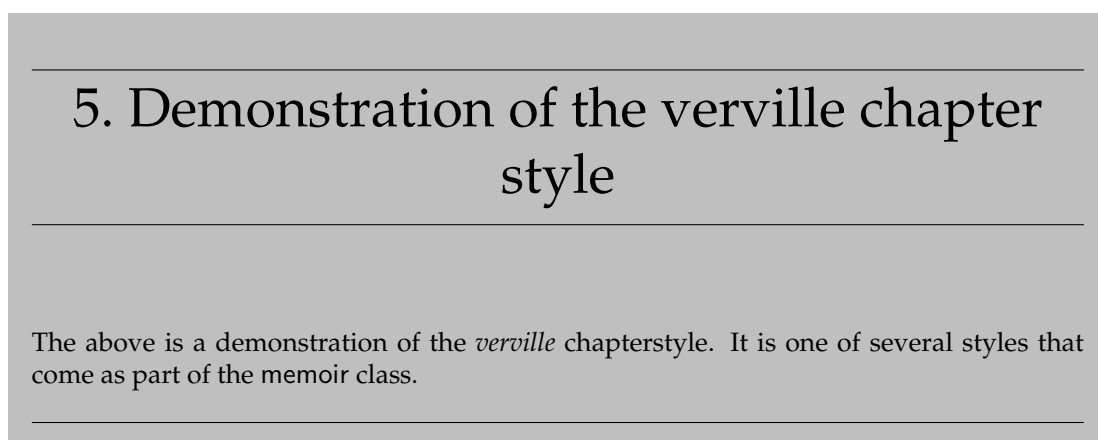 5. Demonstration of the verville chapter
style
The above is a demonstration of the verville chapterstyle. It is one of several styles that
come as part of the memoir class.